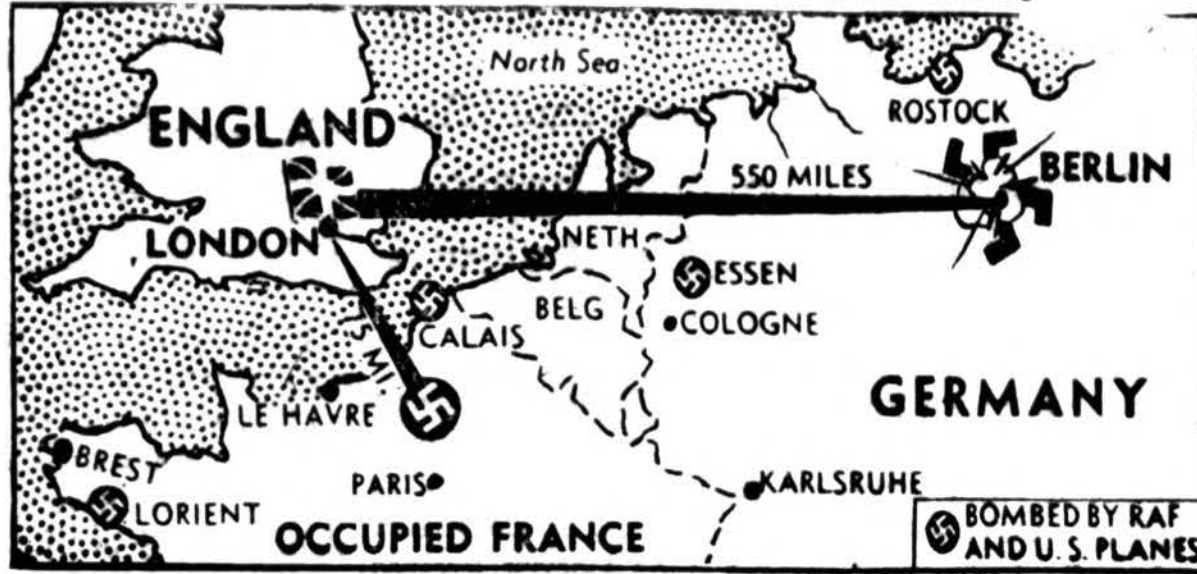 North Sea
ROSTOCK
ENGLAND
550 MILES
BERLIN
LONDON
NETH
ESSEN
BELG
COLOGNE
CALAIS
GERMANY
LE HAVRE
BREST
PARIS
KARLSRUHE
LORIENT
OCCUPIED FRANCE
BOMBED BY RAF
AND U. S. PLANES